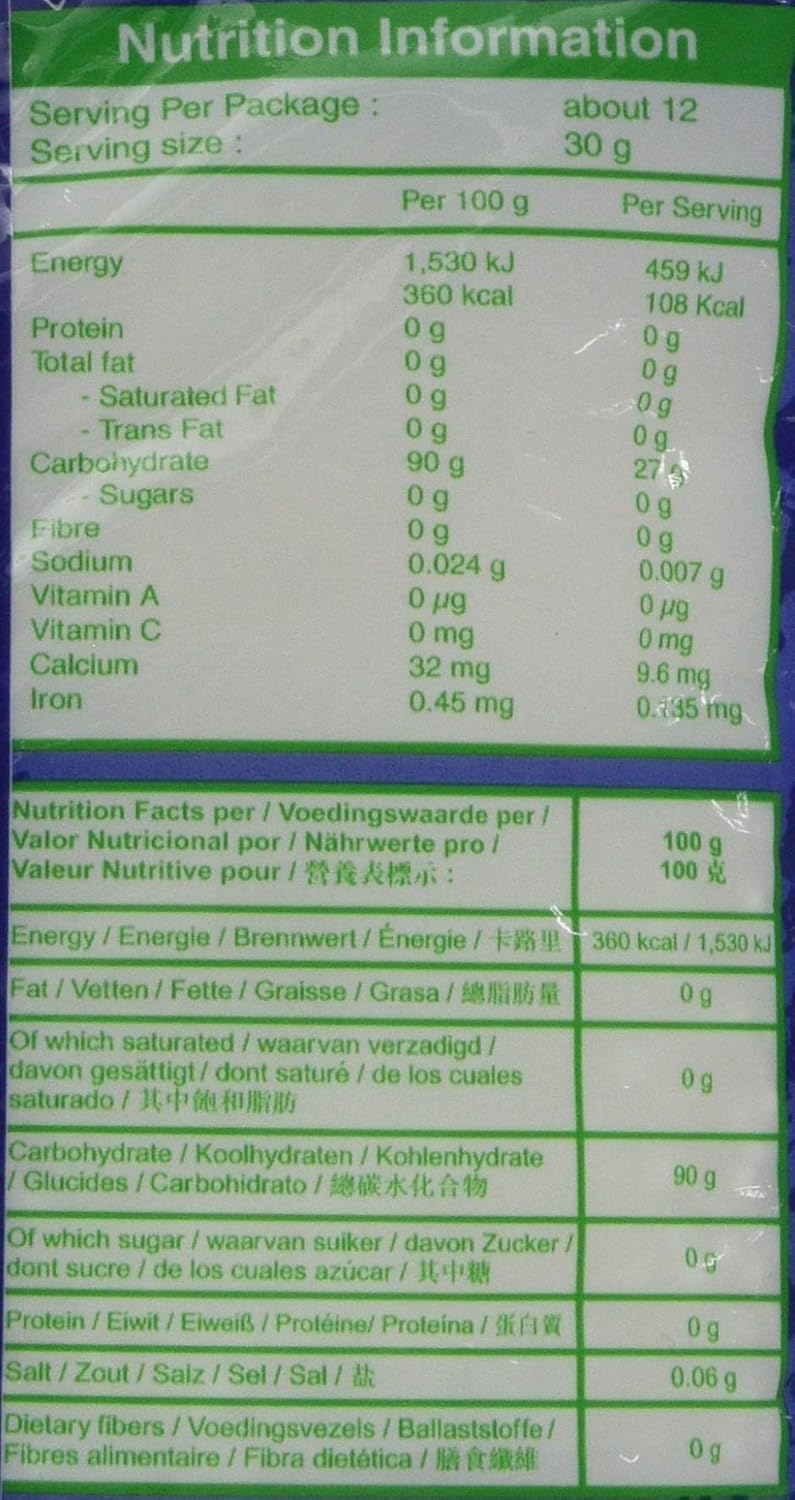 Nutrition Information
Serving Per Package : about 12
Serving size : 30 g
Per 100 g Per Serving
Energy 1,530 kJ 459 kJ
360 kcal 108 Kcal
Protein 0 g 0 g
Total fat 0 g 0 g
- Saturated Fat 0 g 0 g
- Trans Fat 0 g 0 g
Carbohydrate 90 g 27 g
- Sugars 0 g 0 g
Fibre 0 g 0 g
Sodium 0.024 g 0.007 g
Vitamin A 0 µg 0 µg
Vitamin C 0 mg 0 mg
Calcium 32 mg 9.6 mg
Iron 0.45 mg 0.135 mg
Nutrition Facts per / Voedingswaarde per /
Valor Nutricional por / Nährwerte pro / 100 g
Valeur Nutritive pour / 營養表標示 : 100 克
Energy / Energie / Brennwert / Énergie / 卡路里 360 kcal / 1,530 kJ
Fat / Vetten / Fette / Graisse / Grasa / 總脂肪量 0 g
Of which saturated / waarvan verzadigd /
davon gesättigt / dont saturé / de los cuales 0 g
saturado / 其中飽和脂肪
Carbohydrate / Koolhydraten / Kohlenhydrate
/ Glucides / Carbohidrato / 總碳水化合物 90 g
Of which sugar / waarvan suiker / davon Zucker /
dont sucre / de los cuales azúcar / 其中糖 0 g
Protein / Eiwit / Eiweiß / Protéine/ Proteína / 蛋白質 0 g
Salt / Zout / Salz / Sel / Sal / 盐 0.06 g
Dietary fibers / Voedingsvezels / Ballaststoffe /
Fibres alimentaire / Fibra dietética / 膳食纖維 0 g